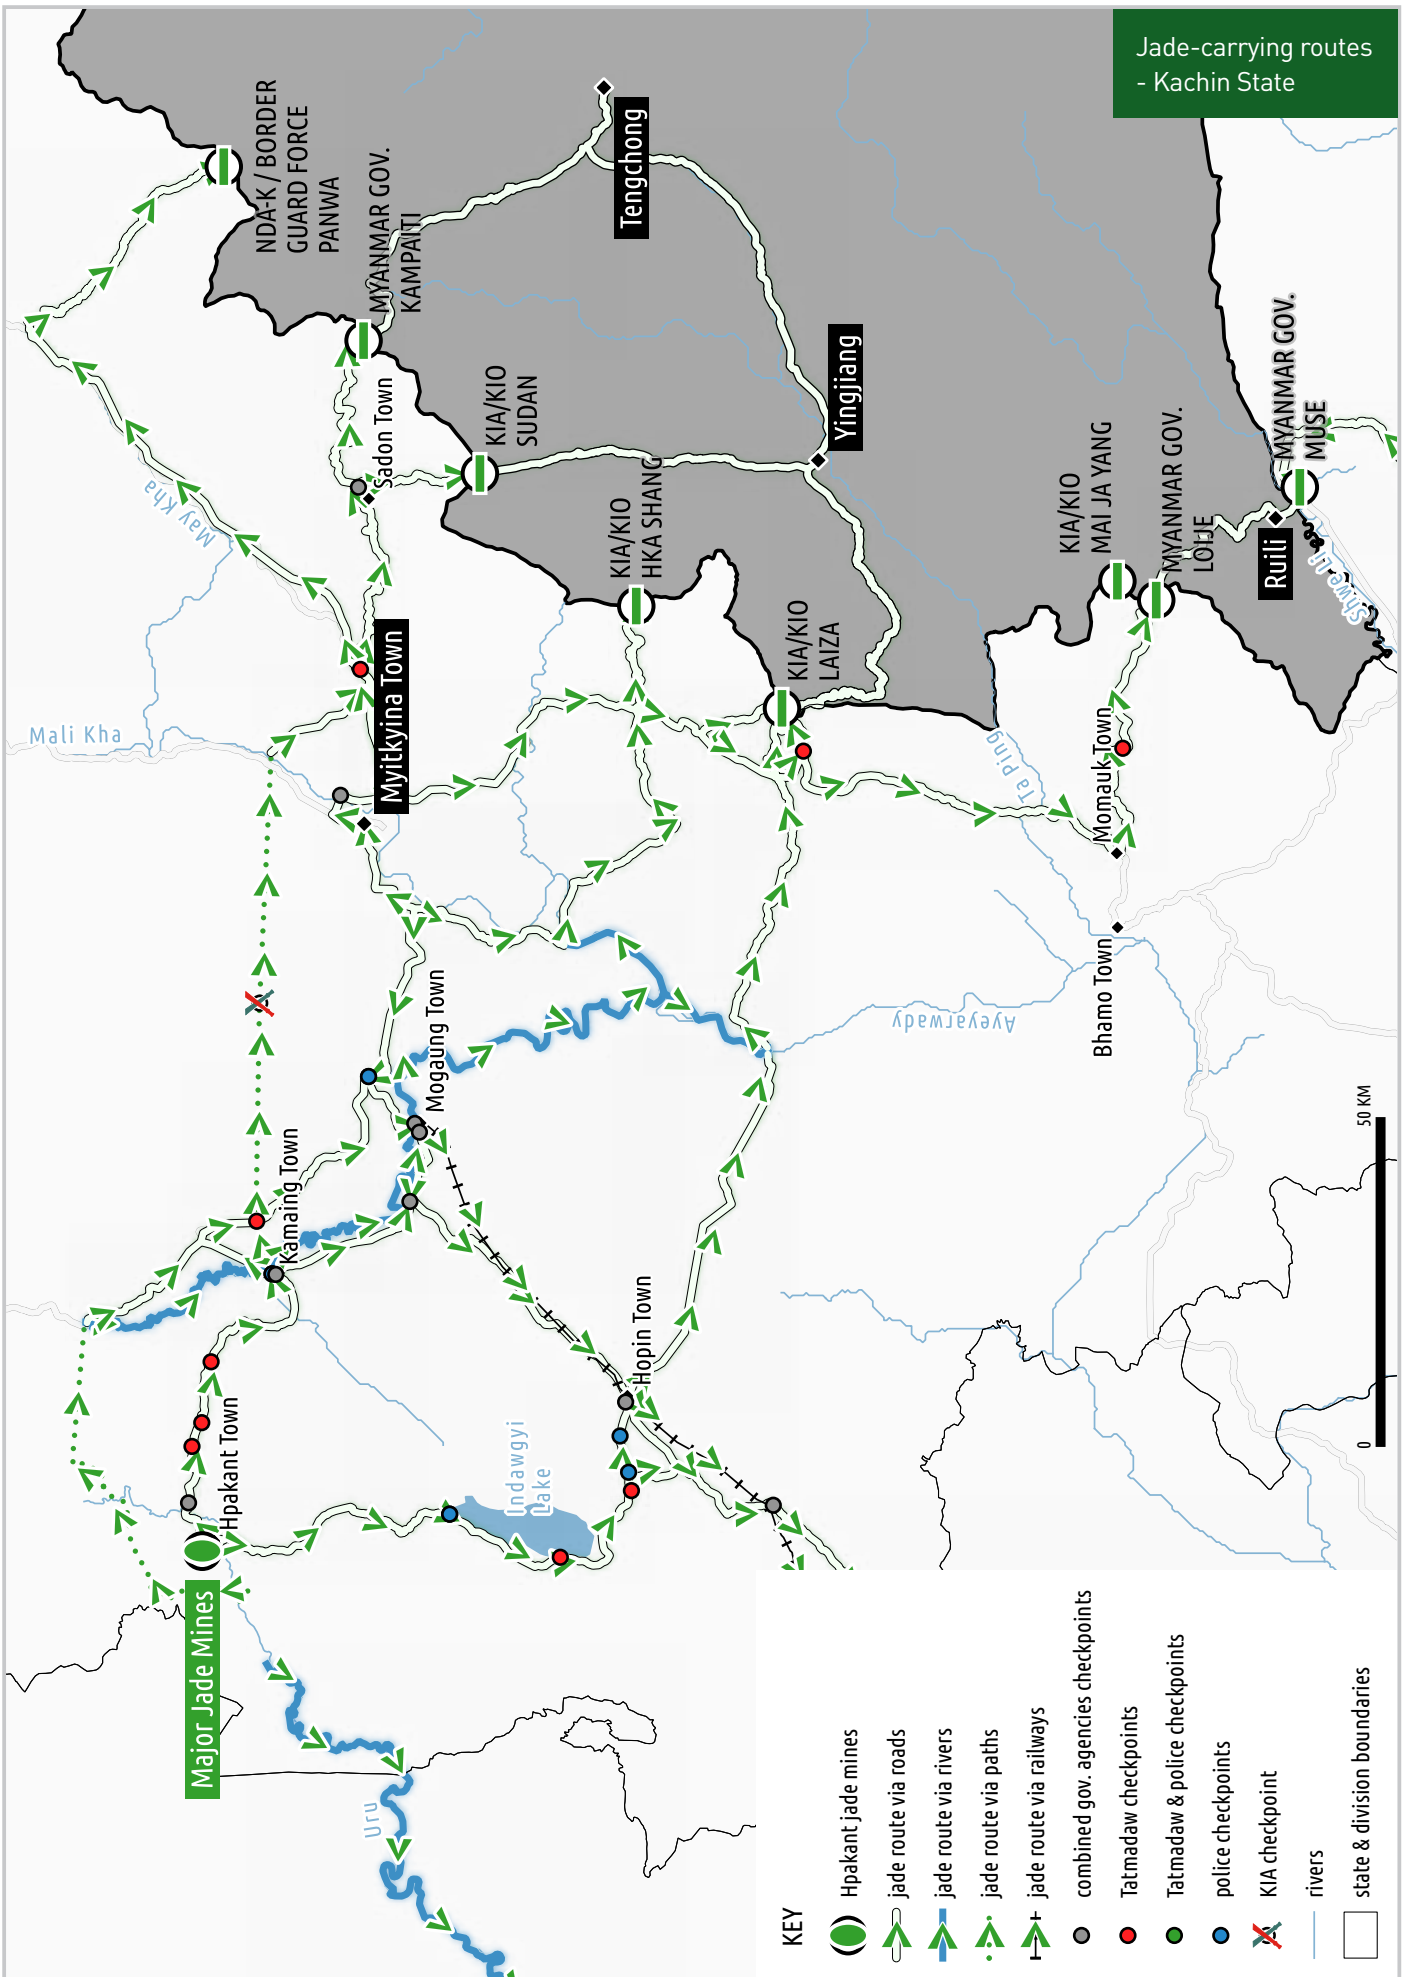 Jade-carrying routes
- Kachin State
NDA-K / BORDER
GUARD FORCE
PANWA
MYANMAR GOV.
KAMPAITI
Sadon Town
KIA/KIO
SUDAN
Tengchong
KIA/KIO
HKA SHANG
Yingjiang
KIA/KIO
LAIZA
KIA/KIO
MAI JA YANG
MYANMAR GOV.
LOIJE
MYANMAR GOV.
MUSE
Ruili
Shwe Li
May Kha
Mali Kha
Myitkyina Town
Ta Ping
Momauk Town
Bhamo Town
Ayeyarwady
Mogaung Town
Kamaing Town
Hopin Town
Hpakant Town
Indawgyi
Lake
Major Jade Mines
Uru
0
50 KM
KEY
Hpakant jade mines
jade route via roads
jade route via rivers
jade route via paths
jade route via railways
combined gov. agencies checkpoints
Tatmadaw checkpoints
Tatmadaw & police checkpoints
police checkpoints
KIA checkpoint
rivers
state & division boundaries